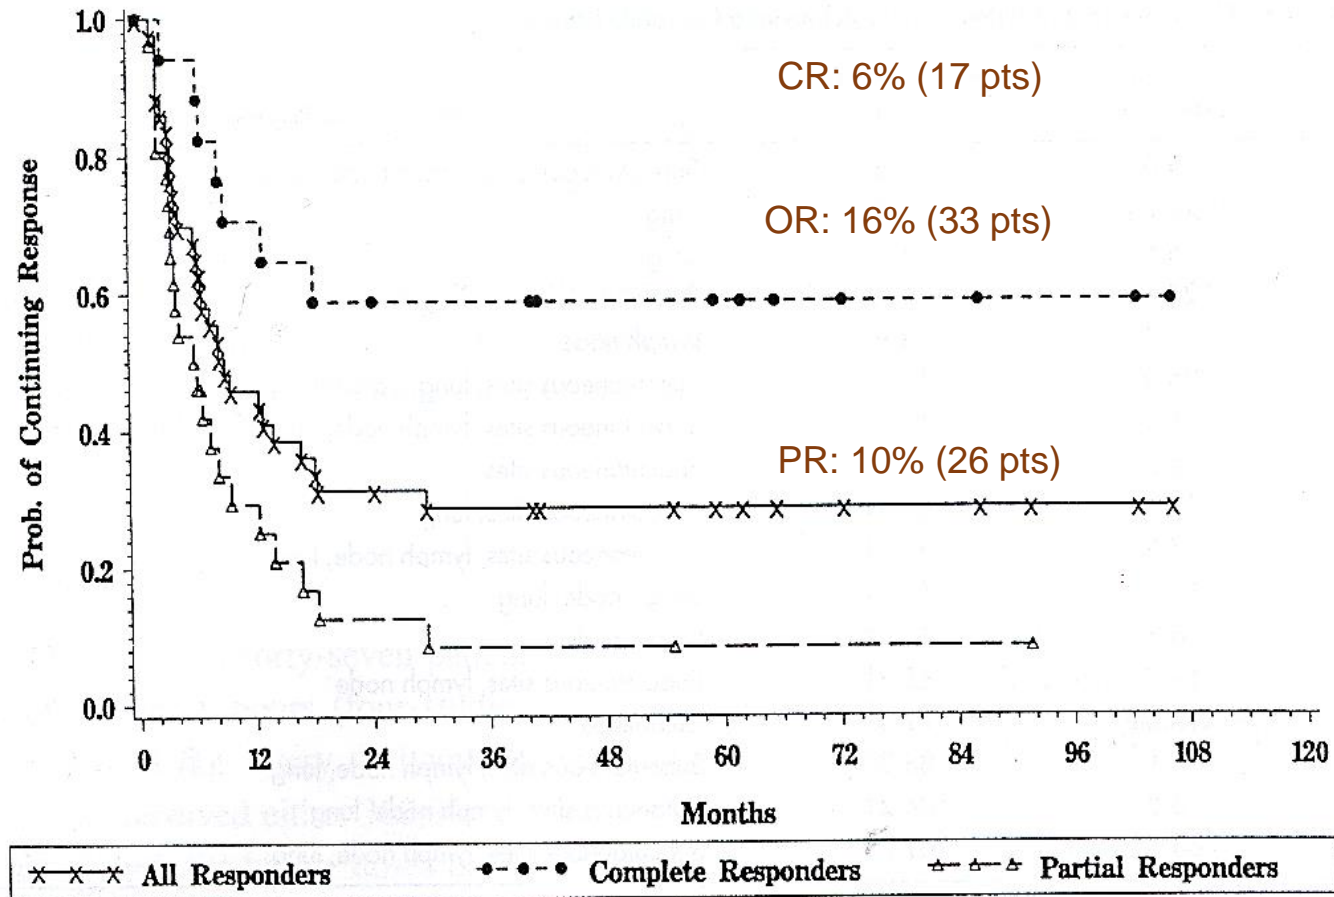 1.0
0.8
0.6
0.4
0.2
0.0
Prob. of Continuing Response
CR: 6% (17 pts)
OR: 16% (33 pts)
PR: 10% (26 pts)
0 12 24 36 48 60 72 84 96 108 120
Months
All Responders Complete Responders Partial Responders